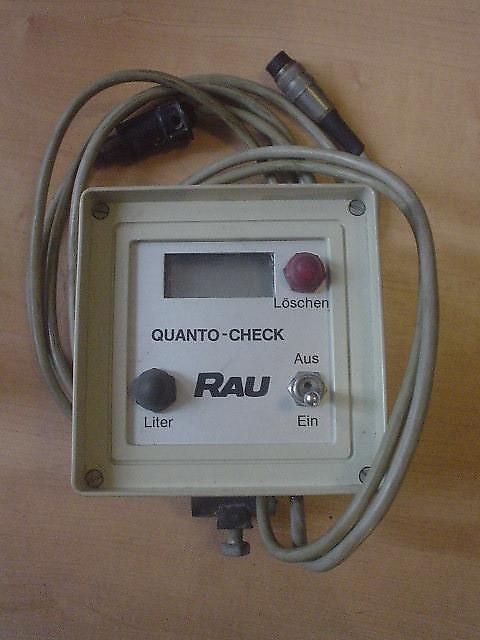 Löschen
QUANTO-CHECK
Aus
RAU
Liter
Ein